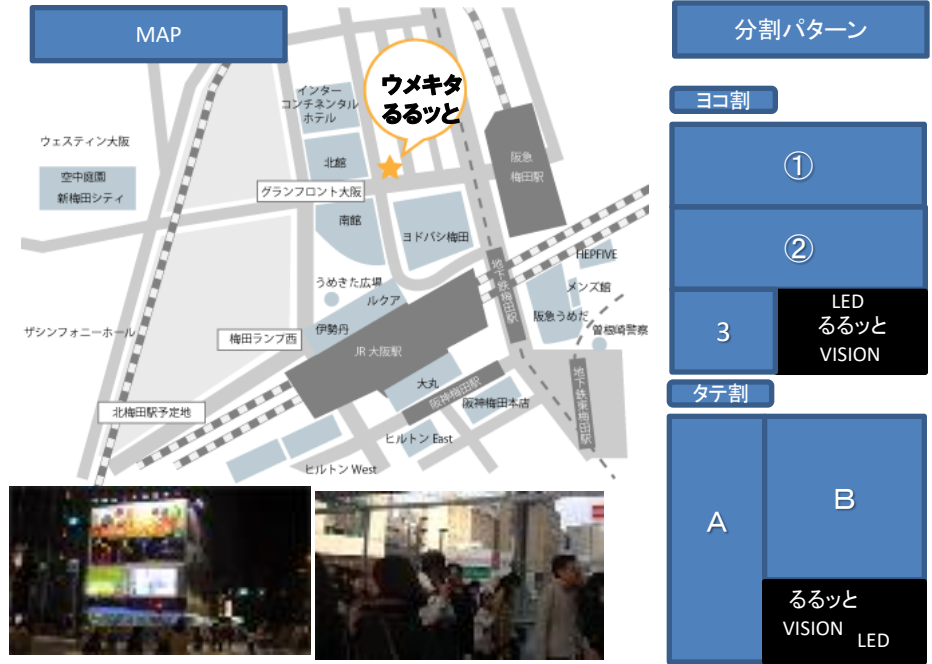 MAP
ウメキタ
るるッと
インター
コンチネンタル
ホテル
ウェスティン大阪
空中庭園
新梅田シティ
北館
グランフロント大阪
阪急
梅田駅
南館
ヨドバシ梅田
HEPFIVE
地下鉄梅田駅
うめきた広場
ルクア
メンズ館
ザシンフォニーホール
伊勢丹
梅田ランプ西
阪急うめだ
曽根崎警察
JR 大阪駅
大丸
阪神梅田駅
阪神梅田本店
地下鉄東梅田駅
北梅田駅予定地
ヒルトン East
ヒルトン West
分割パターン
ヨコ割
①
②
3
LED
るるッと
VISION
タテ割
A
B
るるッと
VISION
LED